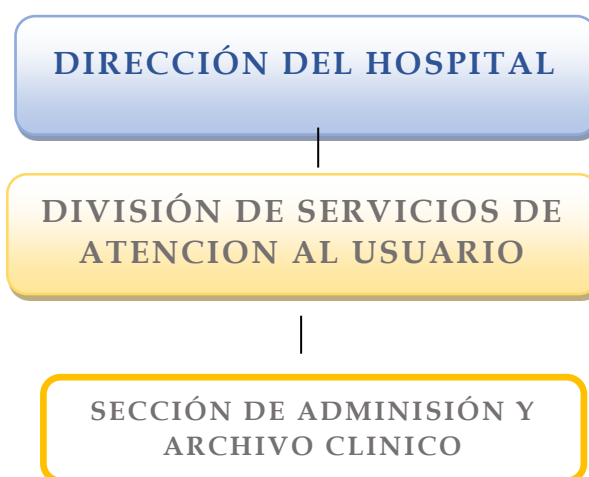 DIRECCIÓN DEL HOSPITAL
DIVISIÓN DE SERVICIOS DE
ATENCION AL USUARIO
SECCIÓN DE ADMINISIÓN Y
ARCHIVO CLINICO